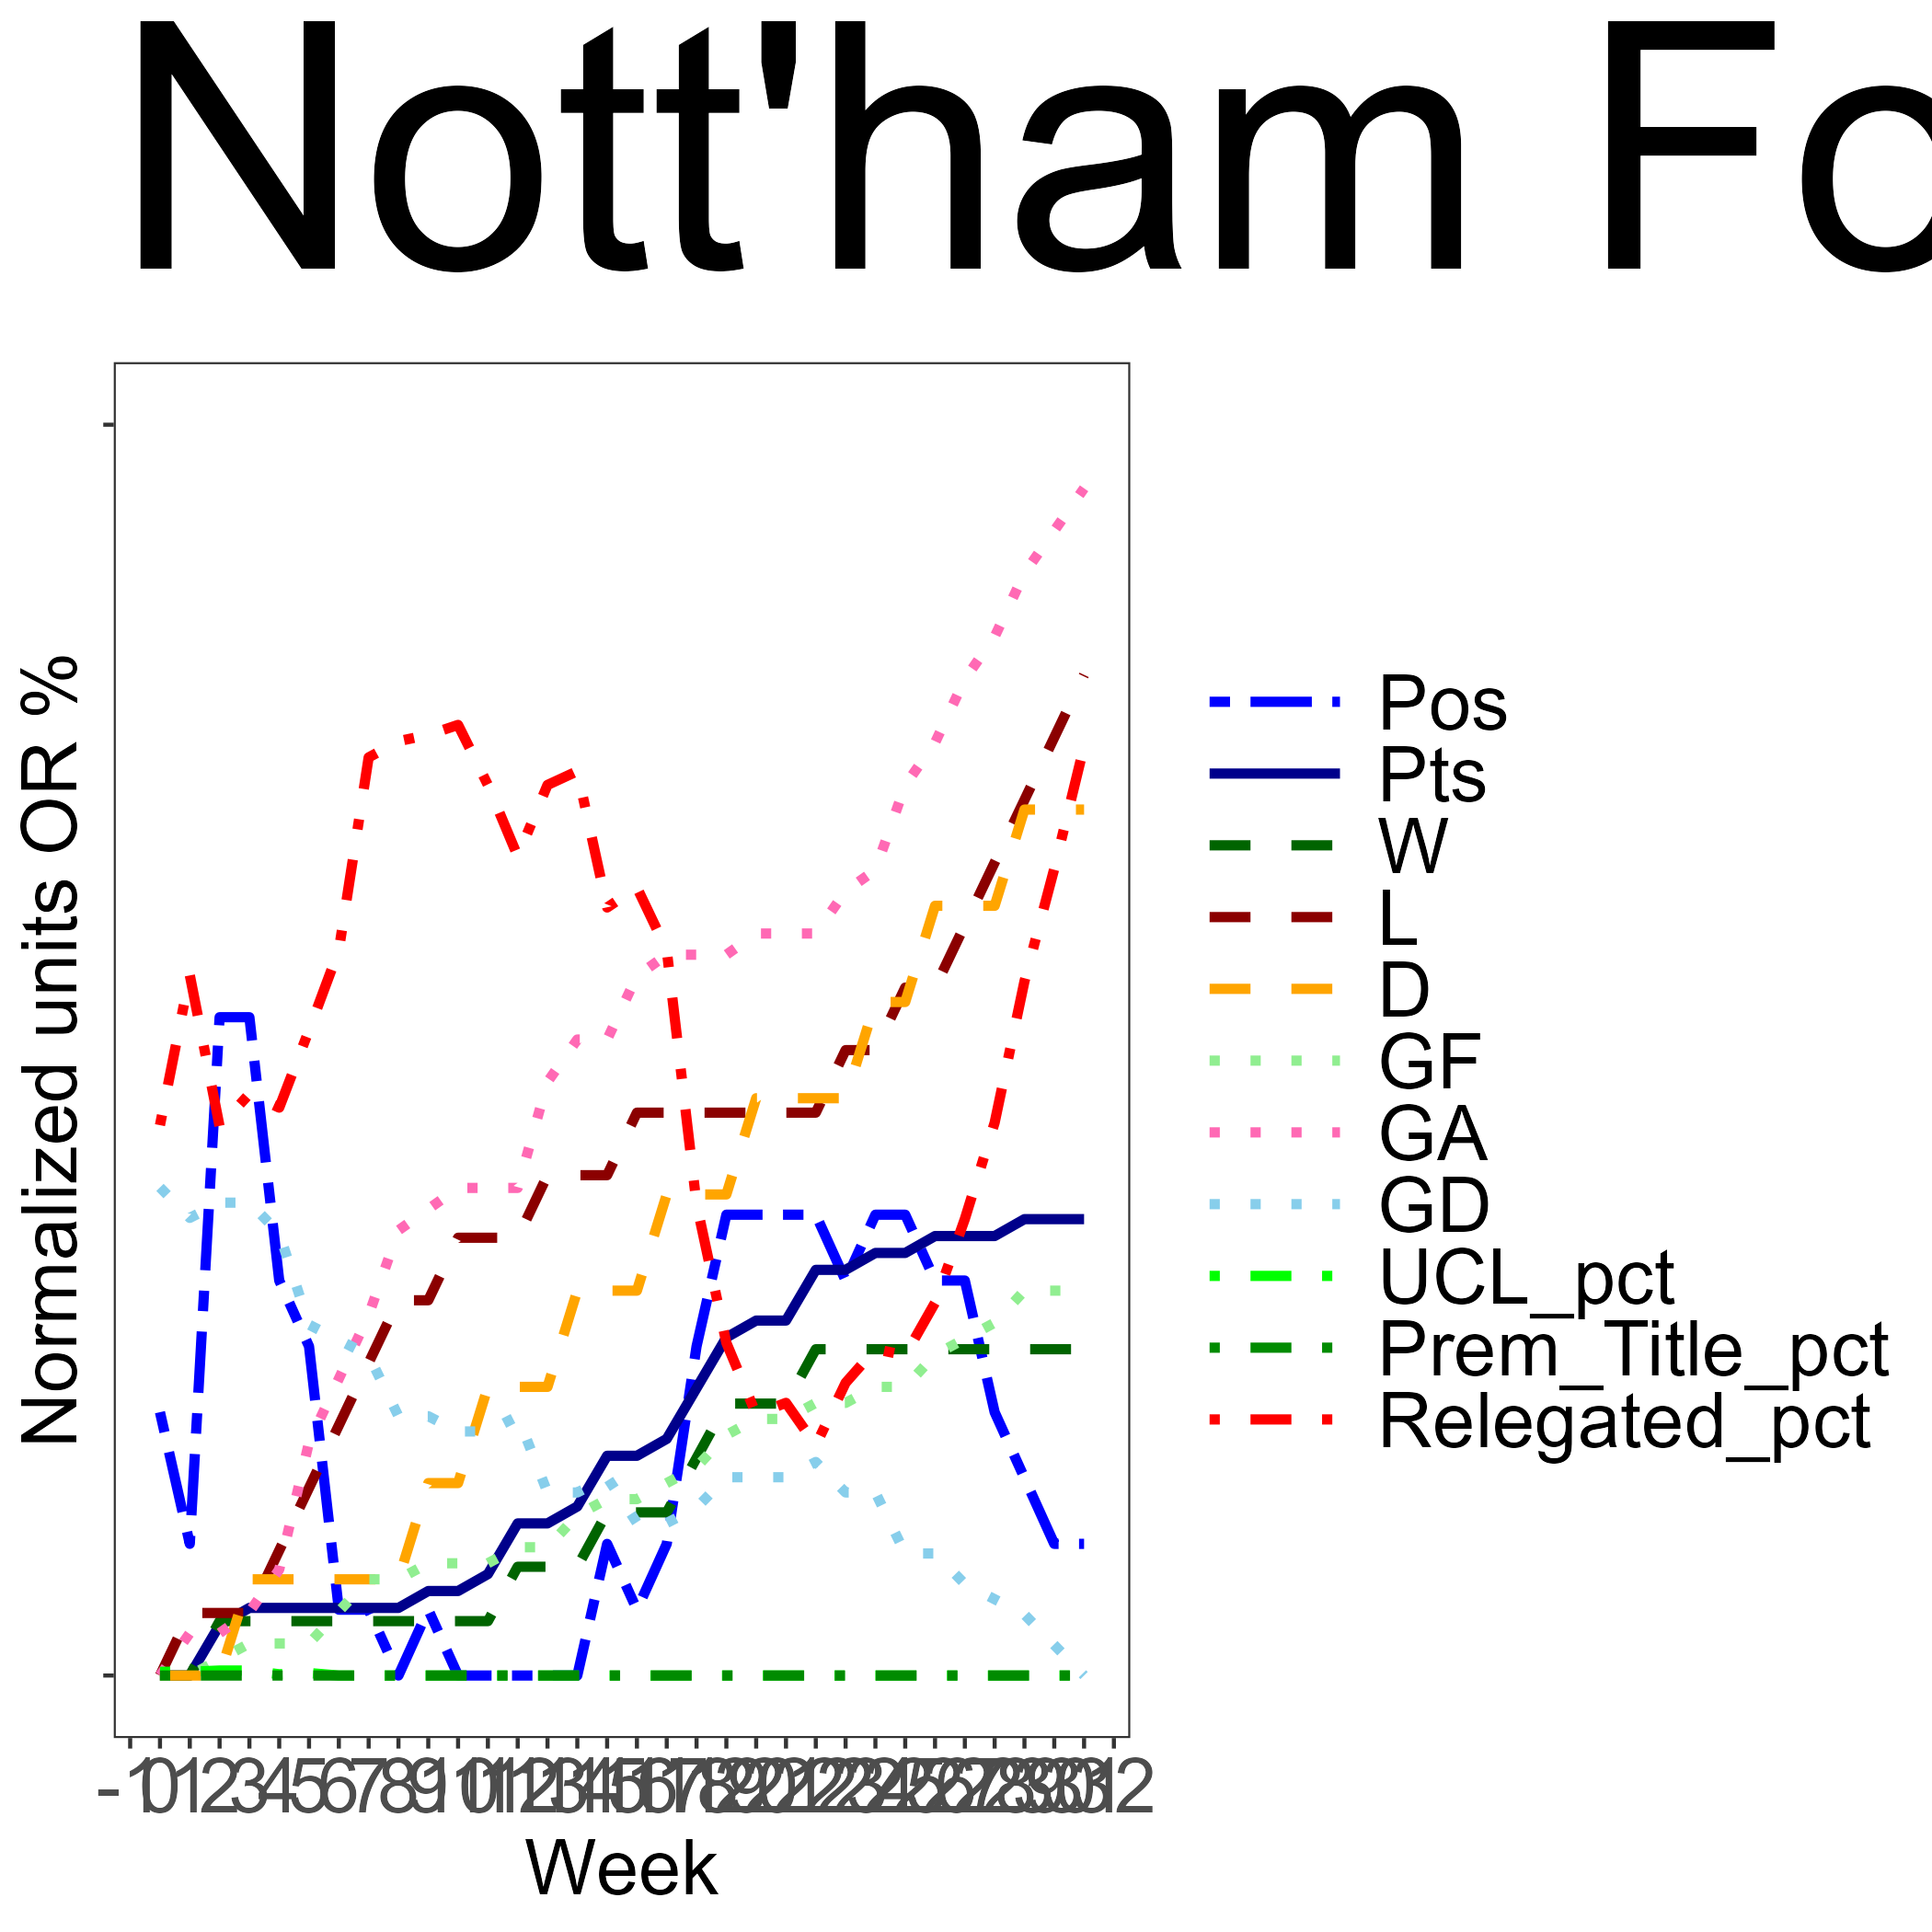 Nott'ham Fo
Normalized units OR %
Pos
Pts
W
L
D
GF
GA
GD
UCL_pct
Prem_Title_pct
Relegated_pct
Week